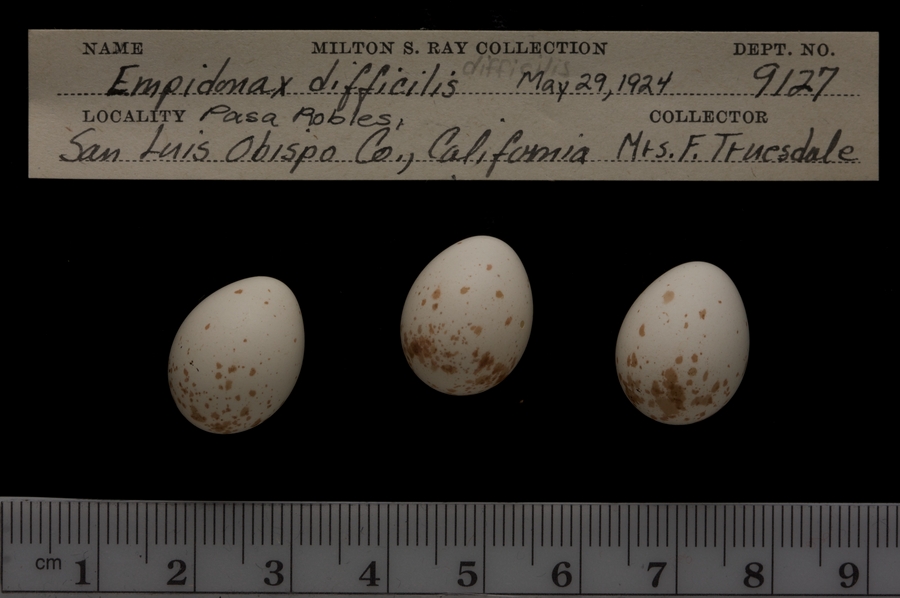 NAME MILTON S. RAY COLLECTION DEPT. NO.
difficilis
Empidonax difficilis May 29, 1924 9127
LOCALITY Pasa Robles, COLLECTOR
San Luis Obispo Co., California Mrs. F. Truesdale
cm 1 2 3 4 5 6 7 8 9